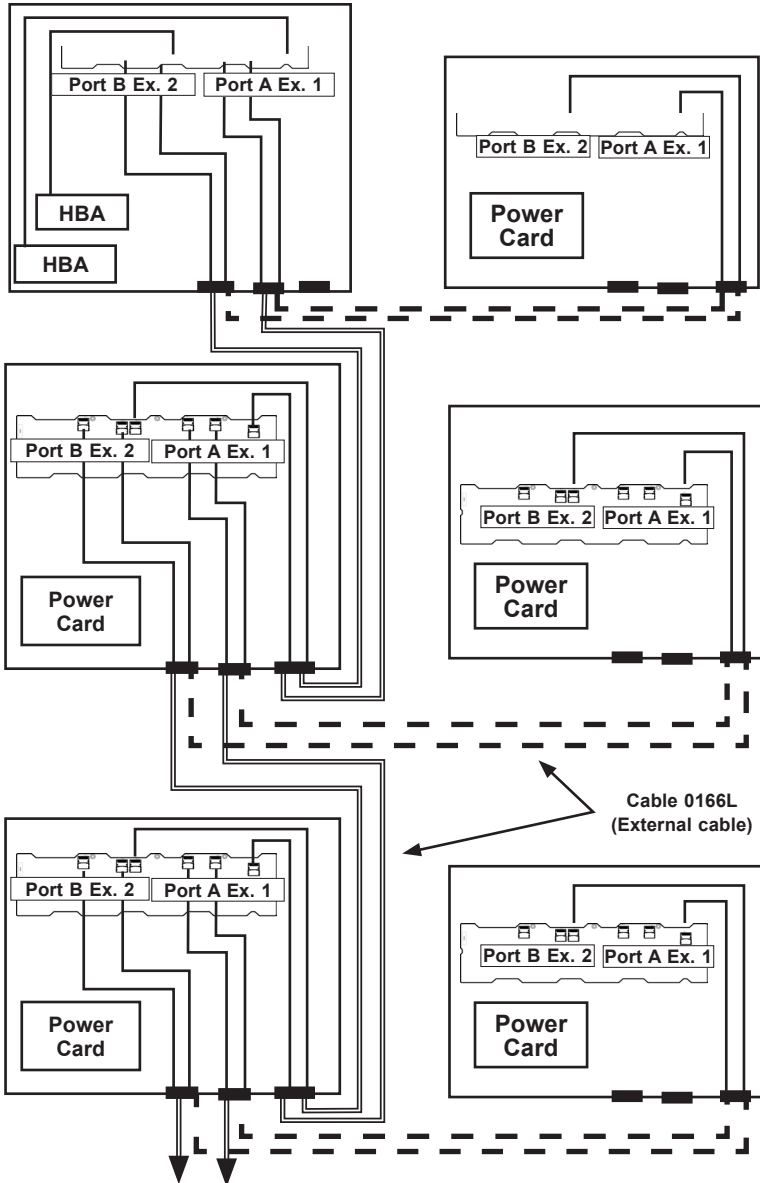 Port B Ex. 2
Port A Ex. 1
HBA
HBA
Port B Ex. 2
Port A Ex. 1
Power
Card
Port B Ex. 2
Port A Ex. 1
Power
Card
Port B Ex. 2
Port A Ex. 1
Power
Card
Cable 0166L
(External cable)
Port B Ex. 2
Port A Ex. 1
Power
Card
Port B Ex. 2
Port A Ex. 1
Power
Card